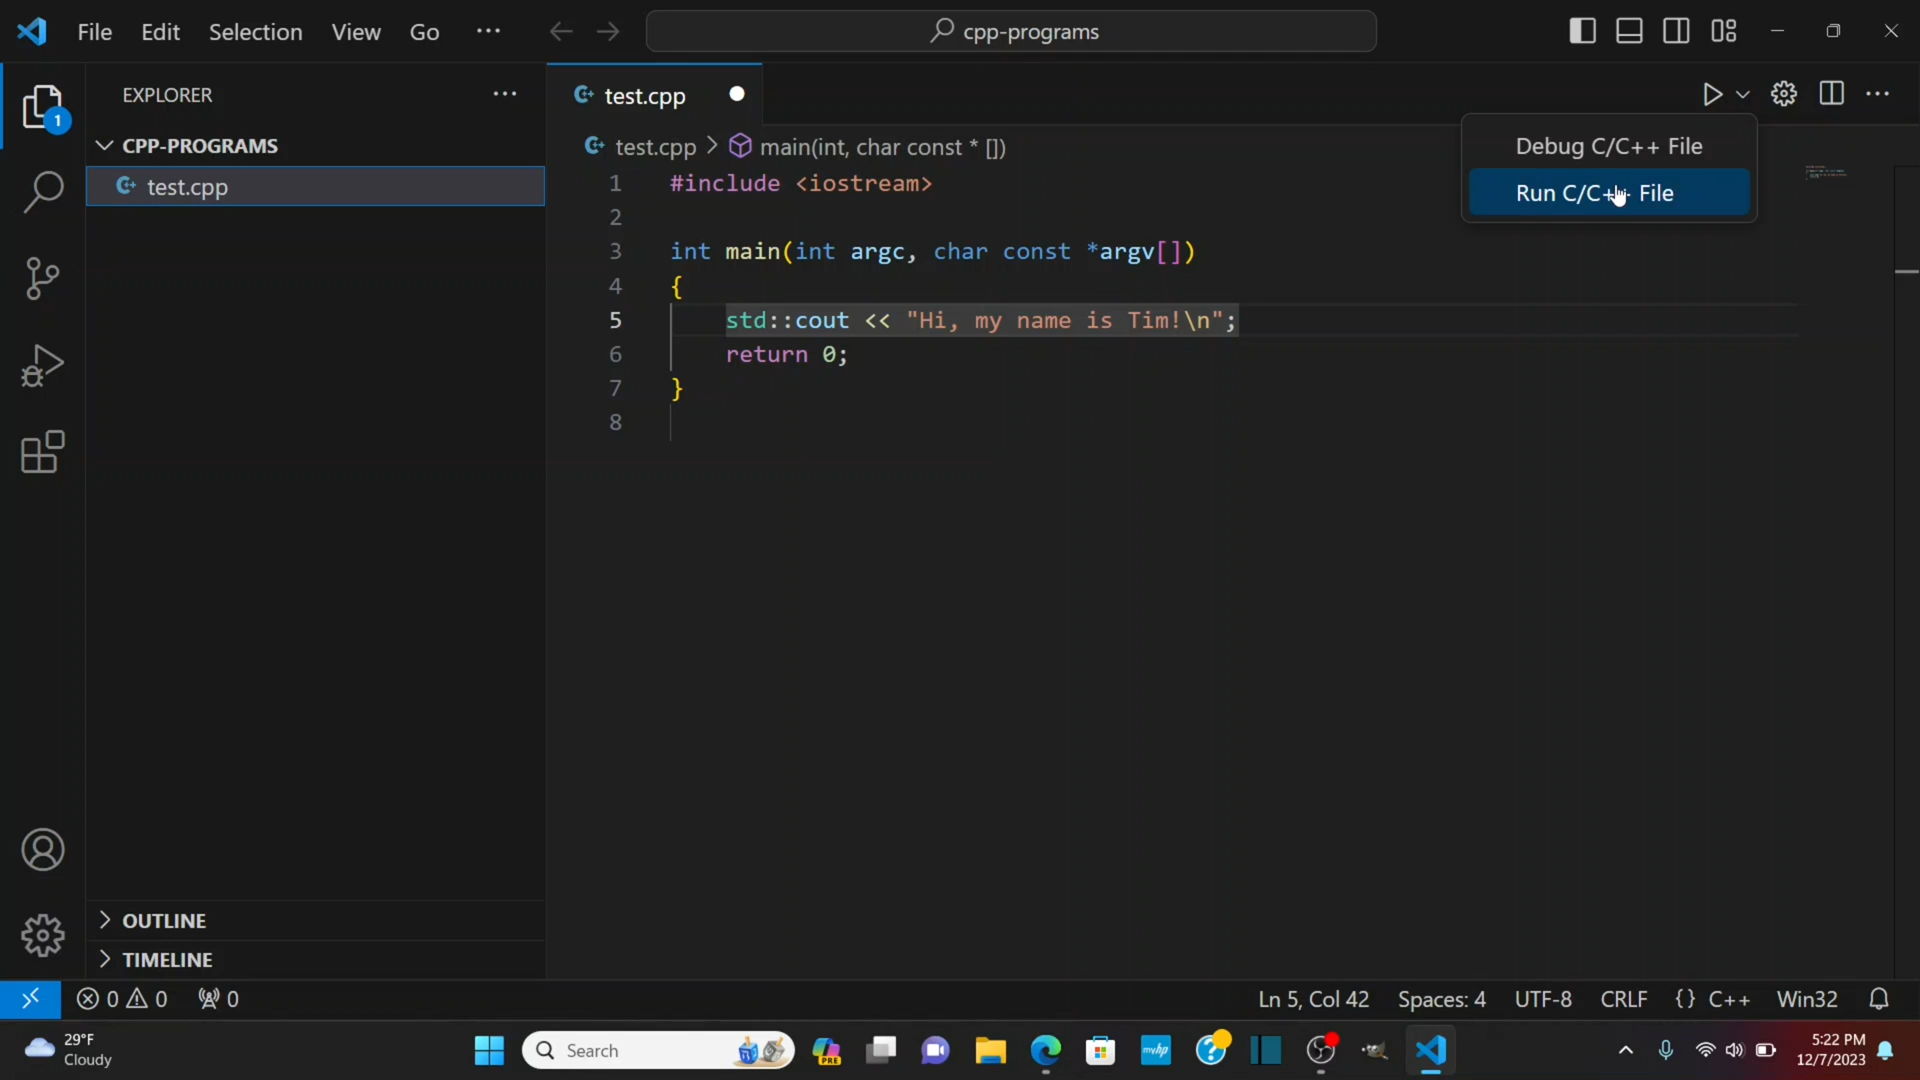 File Edit Selection View Go ··· cpp-programs
EXPLORER ···
1
CPP-PROGRAMS
test.cpp
test.cpp
test.cpp > main(int, char const * [])
Debug C/C++ File
Run C/C++ File
1 #include <iostream>
2
3 int main(int argc, char const *argv[])
4 {
5 std::cout << "Hi, my name is Tim!\n";
6 return 0;
7 }
8
OUTLINE
TIMELINE
0 0 0 Ln 5, Col 42 Spaces: 4 UTF-8 CRLF {} C++ Win32
29°F
Cloudy
Search
PRE
myhp
5:22 PM
12/7/2023